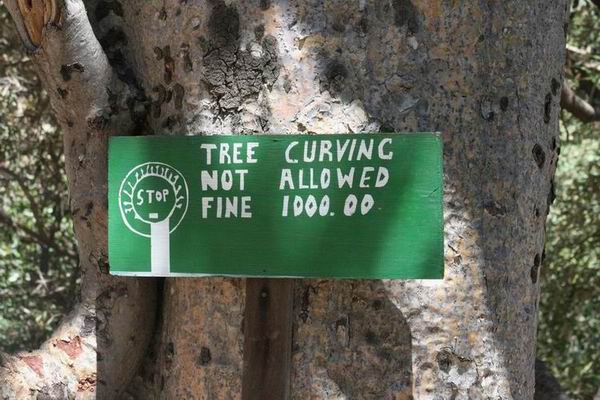 STOP
TREE CURVING
NOT ALLOWED
FINE 1000.00